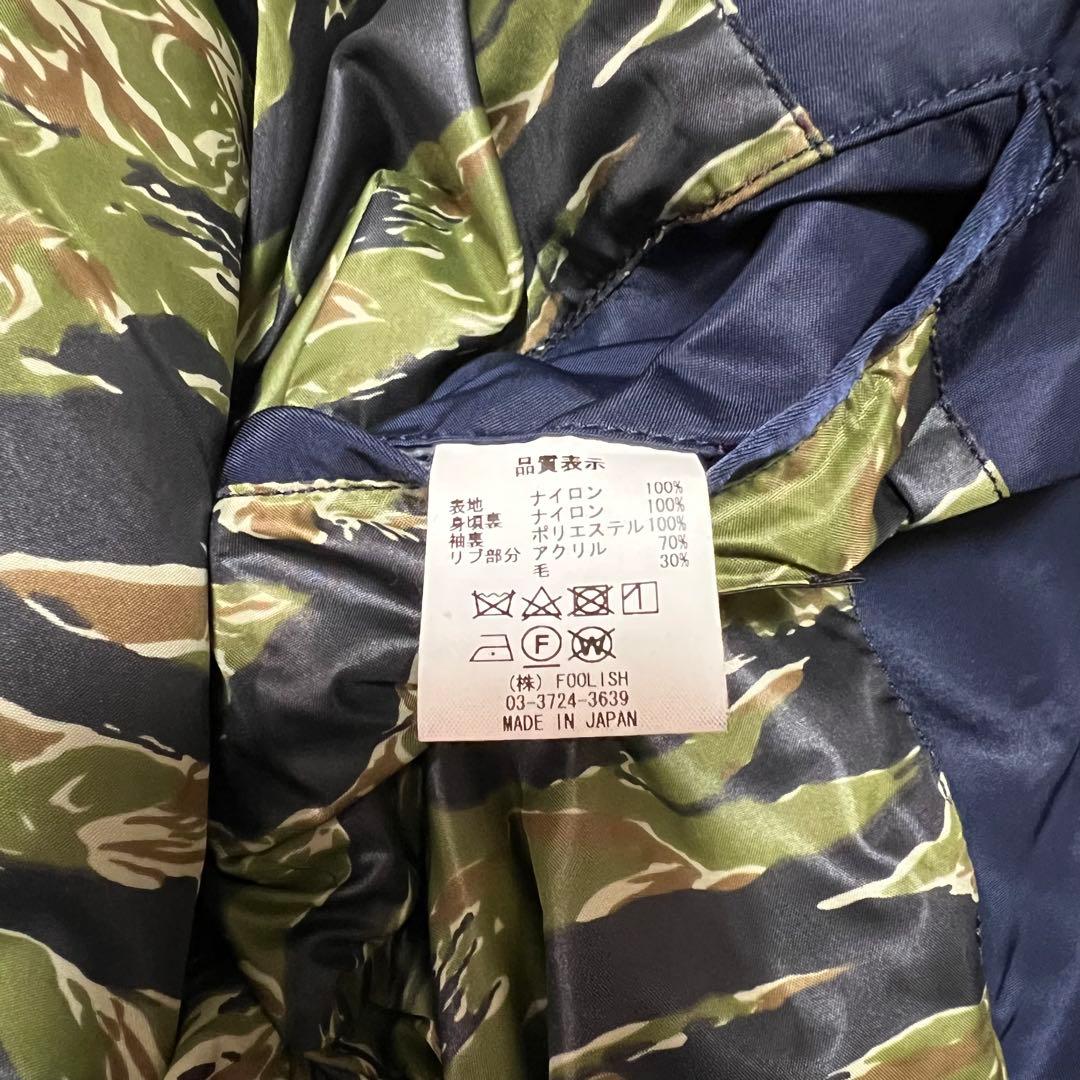 品質表示
表地 ナイロン 100%
身頃裏 ナイロン 100%
袖裏 ポリエステル 100%
リブ部分 アクリル 70%
毛 30%
F W
(株) FOOLISH
03-3724-3639
MADE IN JAPAN